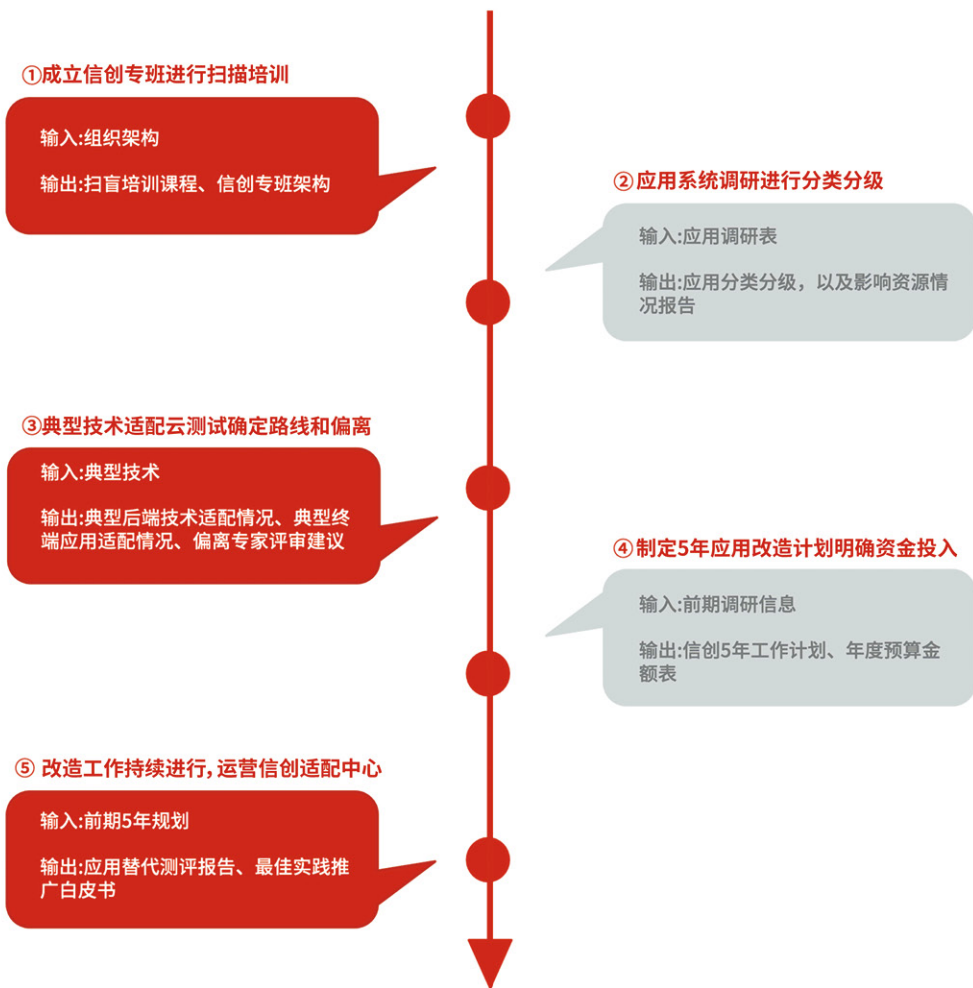 ①成立信创专班进行扫描培训
输入:组织架构
输出:扫盲培训课程、信创专班架构
②应用系统调研进行分类分级
输入:应用调研表
输出:应用分类分级，以及影响资源情
况报告
③典型技术适配云测试确定路线和偏离
输入:典型技术
输出:典型后端技术适配情况、典型终
端应用适配情况、偏离专家评审建议
④制定5年应用改造计划明确资金投入
输入:前期调研信息
输出:信创5年工作计划、年度预算金
额表
⑤ 改造工作持续进行,运营信创适配中心
输入:前期5年规划
输出:应用替代测评报告、最佳实践推
广白皮书